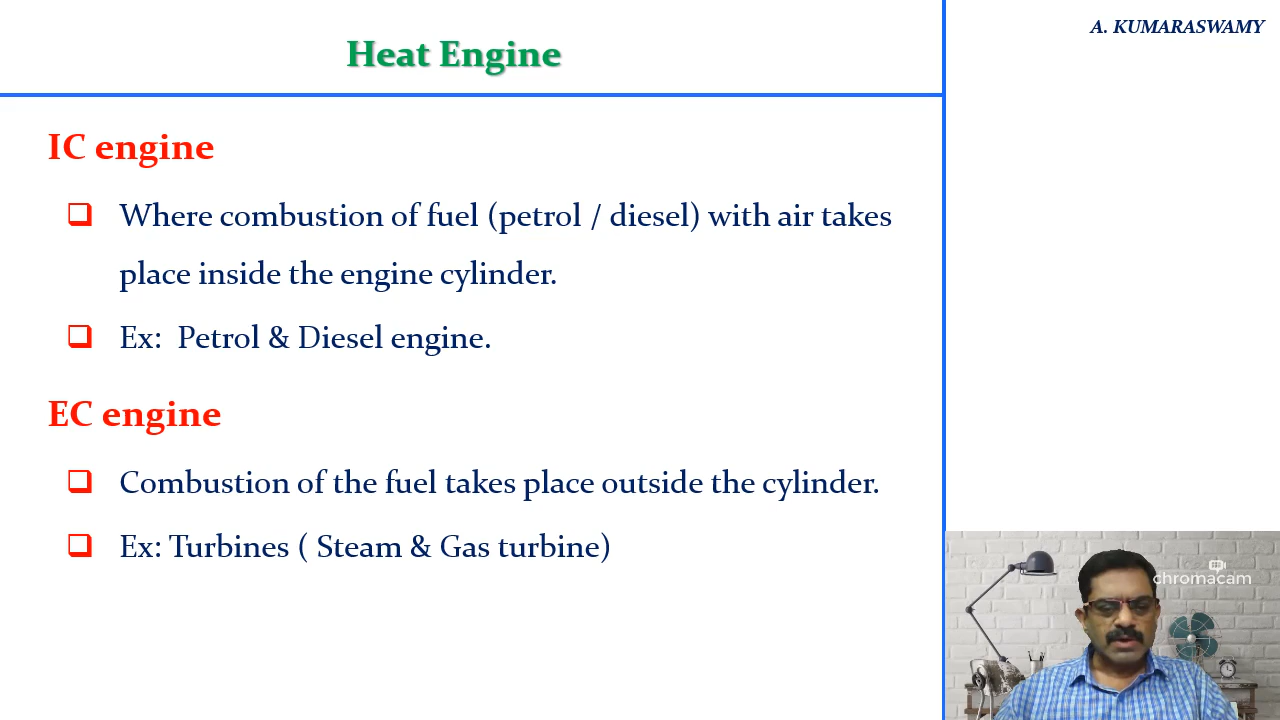 Heat Engine
A. KUMARASWAMY
IC engine
Where combustion of fuel (petrol / diesel) with air takes
place inside the engine cylinder.
Ex: Petrol & Diesel engine.
EC engine
Combustion of the fuel takes place outside the cylinder.
Ex: Turbines ( Steam & Gas turbine)
chromacam